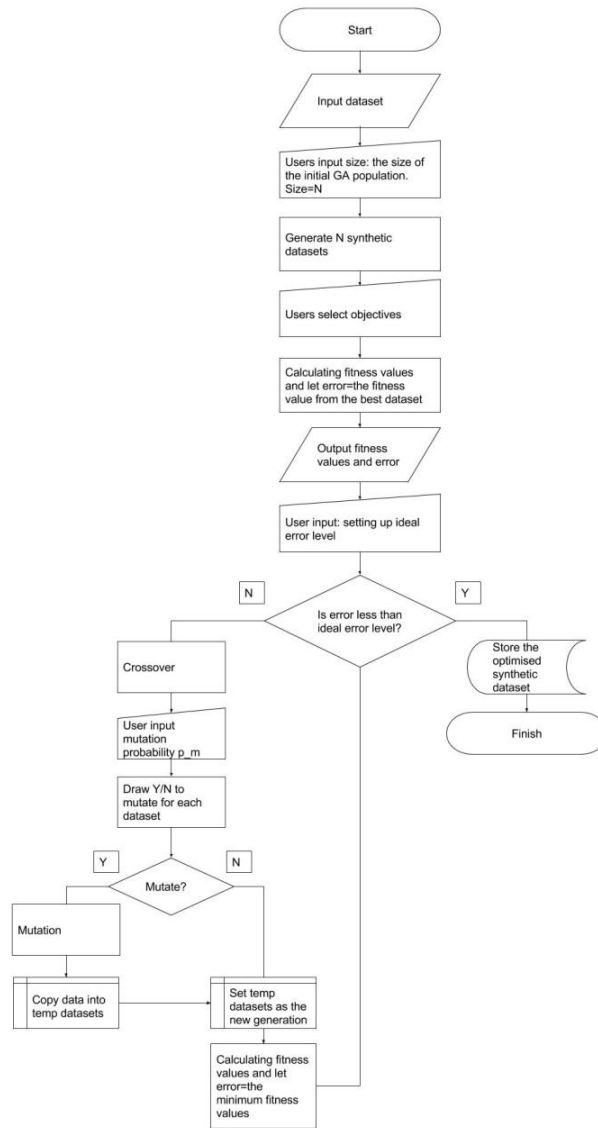 Start
Input dataset
Users input size: the size of
the initial GA population.
Size=N
Generate N synthetic
datasets
Users select objectives
Calculating fitness values
and let error=the fitness
value from the best dataset
Output fitness
values and error
User input: setting up ideal
error level
N
Y
Is error less than
ideal error level?
Crossover
Store the
optimised
synthetic
dataset
User input
mutation
probability p_m
Finish
Draw Y/N to
mutate for each
dataset
Y
N
Mutate?
Mutation
Copy data into
temp datasets
Set temp
datasets as the
new generation
Calculating fitness
values and let
error=the
minimum fitness
values